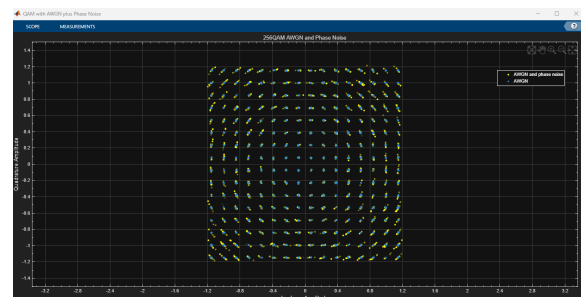 QAM with AWGN plus Phase Noise
SCOPE MEASUREMENTS
256QAM AWGN and Phase Noise
AWGN and phase noise
AWGN
Quadrature Amplitude
1.4
1.2
1
0.8
0.6
0.4
0.2
0
-0.2
-0.4
-0.6
-0.8
-1
-1.2
-1.4
-3.2 -2.8 -2.4 -2 -1.6 -1.2 -0.8 -0.4 0 0.4 0.8 1.2 1.6 2 2.4 2.8 3.2